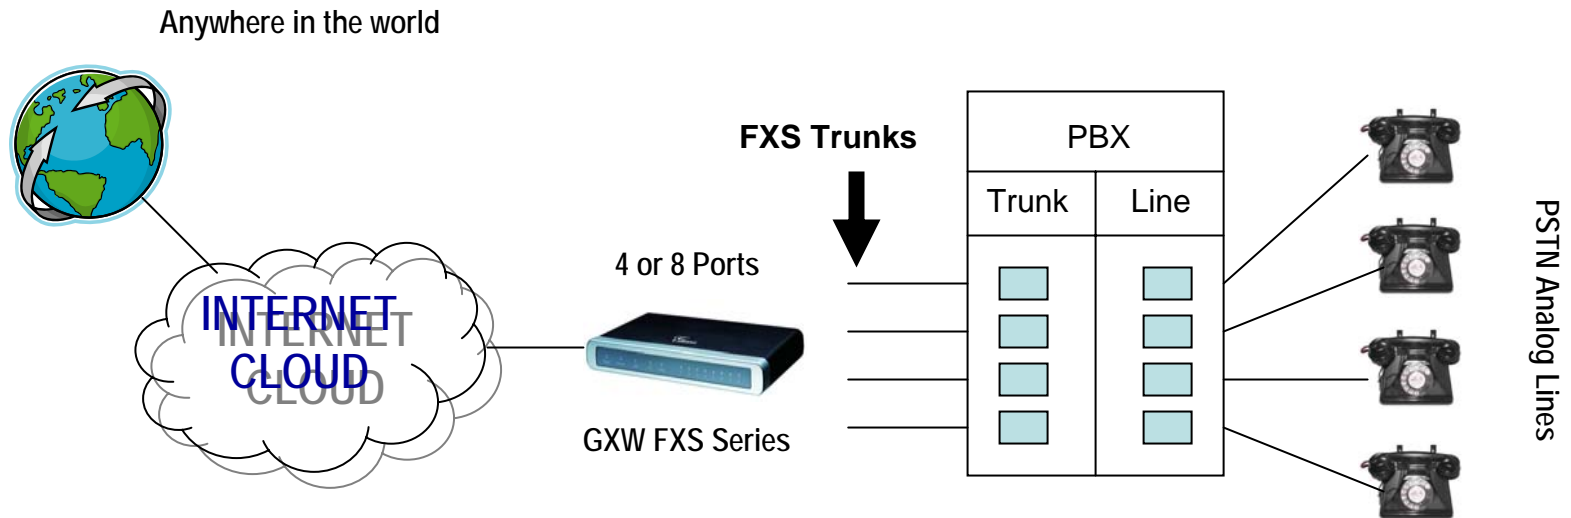 Anywhere in the world
FXS Trunks
PBX
Trunk
Line
4 or 8 Ports
INTERNET
CLOUD
GXW FXS Series
PSTN Analog Lines